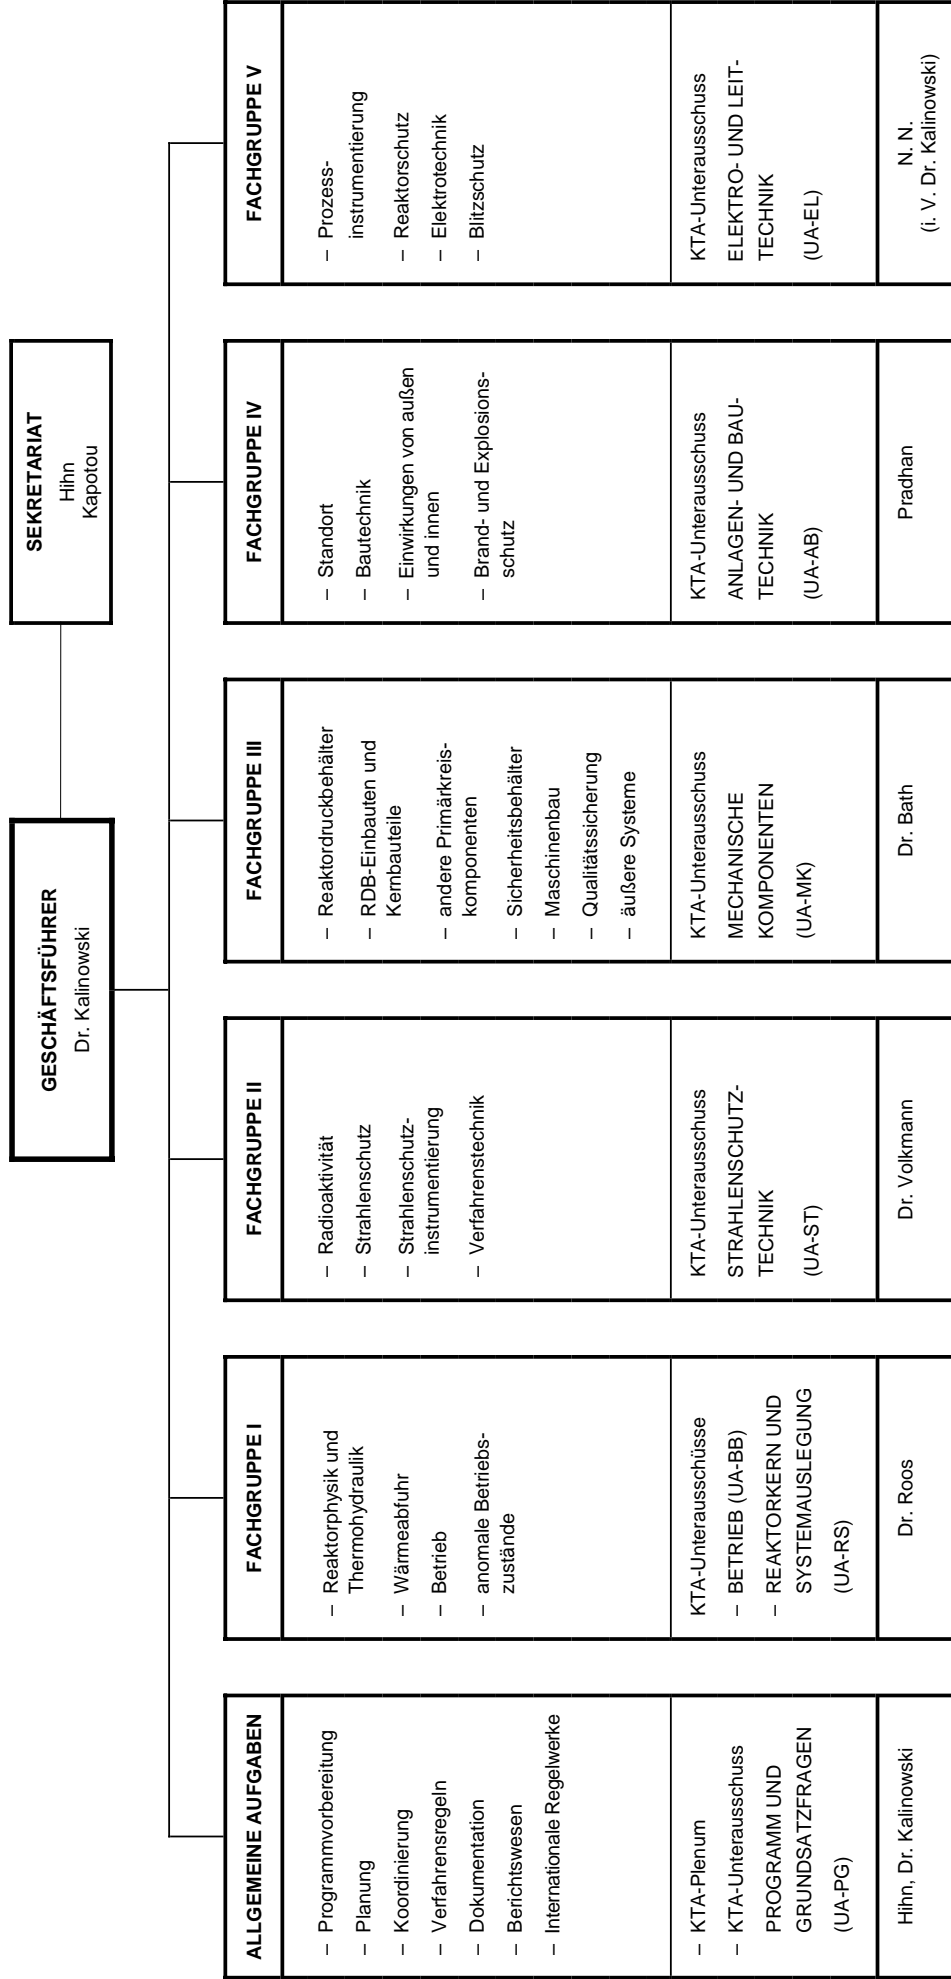 GESCHÄFTSFÜHRER
Dr. Kalinowski
SEKRETARIAT
Hihn
Kapotou
ALLGEMEINE AUFGABEN
– Programmvorbereitung
– Planung
– Koordinierung
– Verfahrensregeln
– Dokumentation
– Berichtswesen
– Internationale Regelwerke
– KTA-Plenum
– KTA-Unterausschuss
PROGRAMM UND
GRUNDSATZFRAGEN
(UA-PG)
Hihn, Dr. Kalinowski
FACHGRUPPE I
– Reaktorphysik und
Thermohydraulik
– Wärmeabfuhr
– Betrieb
– anomale Betriebs-
zustände
KTA-Unterausschüsse
– BETRIEB (UA-BB)
– REAKTORKERN UND
SYSTEMAUSLEGUNG
(UA-RS)
Dr. Roos
FACHGRUPPE II
– Radioaktivität
– Strahlenschutz
– Strahlenschutz-
instrumentierung
– Verfahrenstechnik
KTA-Unterausschuss
STRAHLENSCHUTZ-
TECHNIK
(UA-ST)
Dr. Volkmann
FACHGRUPPE III
– Reaktordruckbehälter
– RDB-Einbauten und
Kernbauteile
– andere Primärkreis-
komponenten
– Sicherheitsbehälter
– Maschinenbau
– Qualitätssicherung
– äußere Systeme
KTA-Unterausschuss
MECHANISCHE
KOMPONENTEN
(UA-MK)
Dr. Bath
FACHGRUPPE IV
– Standort
– Bautechnik
– Einwirkungen von außen
und innen
– Brand- und Explosions-
schutz
KTA-Unterausschuss
ANLAGEN- UND BAU-
TECHNIK
(UA-AB)
Pradhan
FACHGRUPPE V
– Prozess-
instrumentierung
– Reaktorschutz
– Elektrotechnik
– Blitzschutz
KTA-Unterausschuss
ELEKTRO- UND LEIT-
TECHNIK
(UA-EL)
N. N.
(i. V. Dr. Kalinowski)